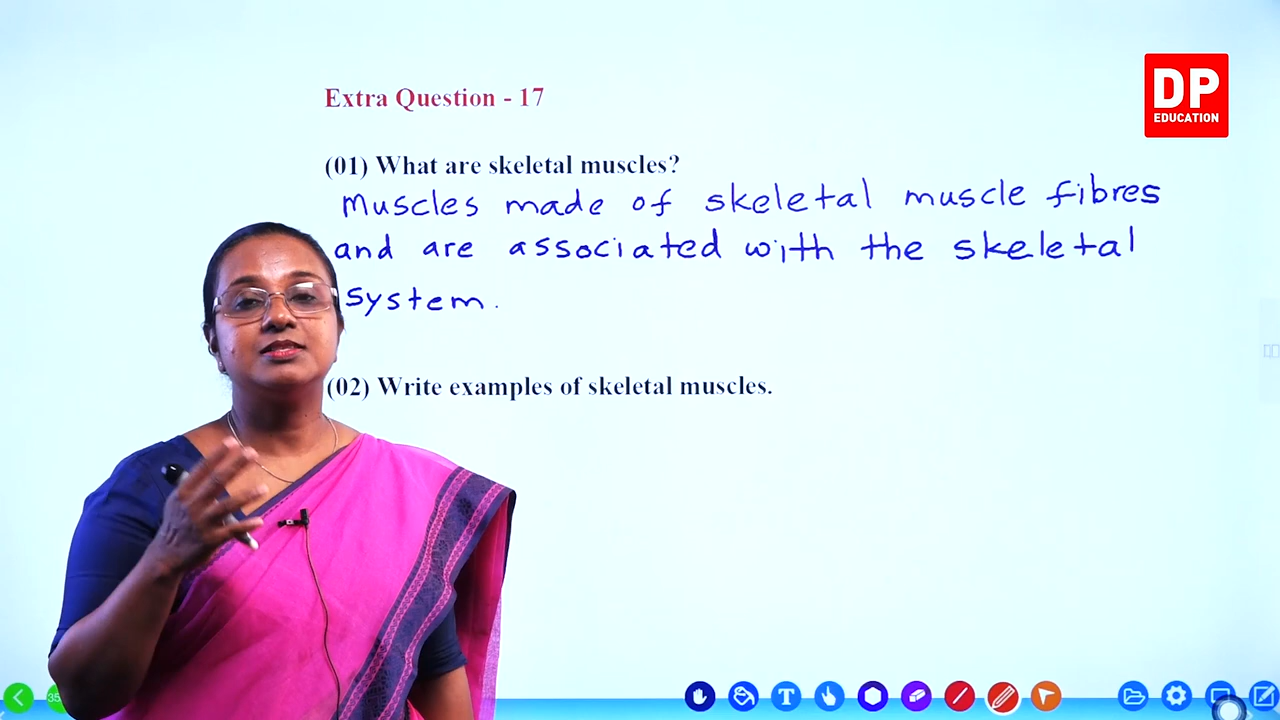 DP
EDUCATION
Extra Question - 17
(01) What are skeletal muscles?
Muscles made of skeletal muscle fibres
and are associated with the skeletal
system.
(02) Write examples of skeletal muscles.
T